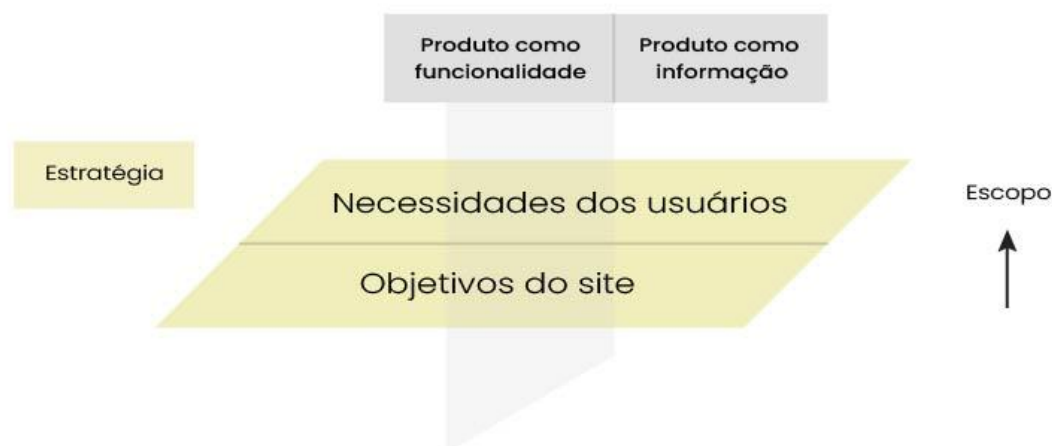 Produto como
funcionalidade
Produto como
informação
Estratégia
Necessidades dos usuários
Escopo
Objetivos do site